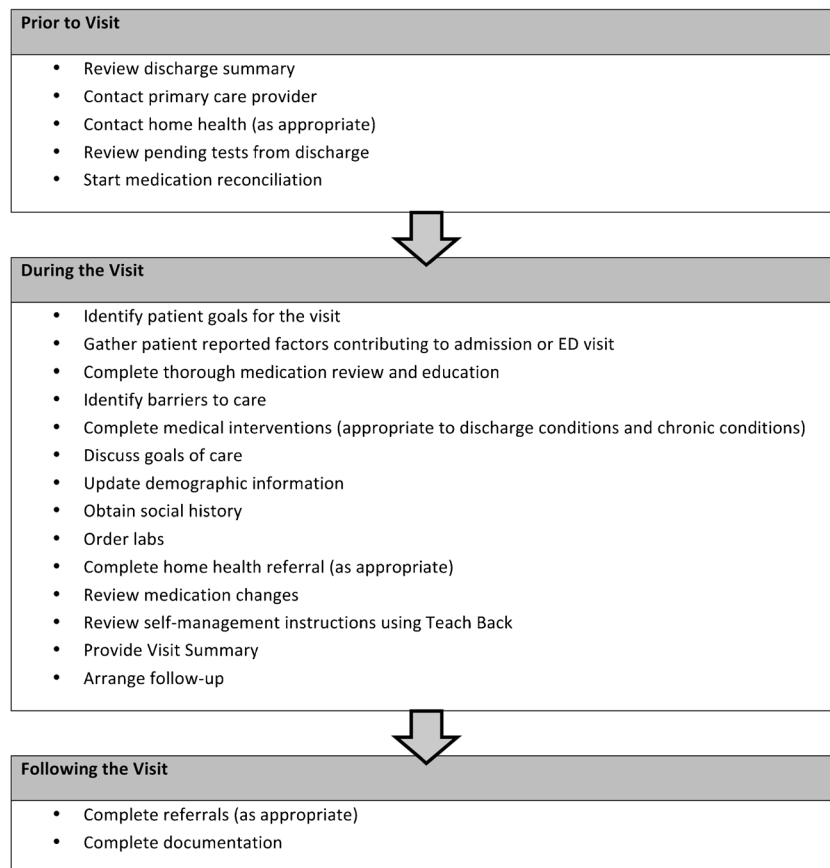 Prior to Visit
• Review discharge summary
• Contact primary care provider
• Contact home health (as appropriate)
• Review pending tests from discharge
• Start medication reconciliation
During the Visit
• Identify patient goals for the visit
• Gather patient reported factors contributing to admission or ED visit
• Complete thorough medication review and education
• Identify barriers to care
• Complete medical interventions (appropriate to discharge conditions and chronic conditions)
• Discuss goals of care
• Update demographic information
• Obtain social history
• Order labs
• Complete home health referral (as appropriate)
• Review medication changes
• Review self-management instructions using Teach Back
• Provide Visit Summary
• Arrange follow-up
Following the Visit
• Complete referrals (as appropriate)
• Complete documentation